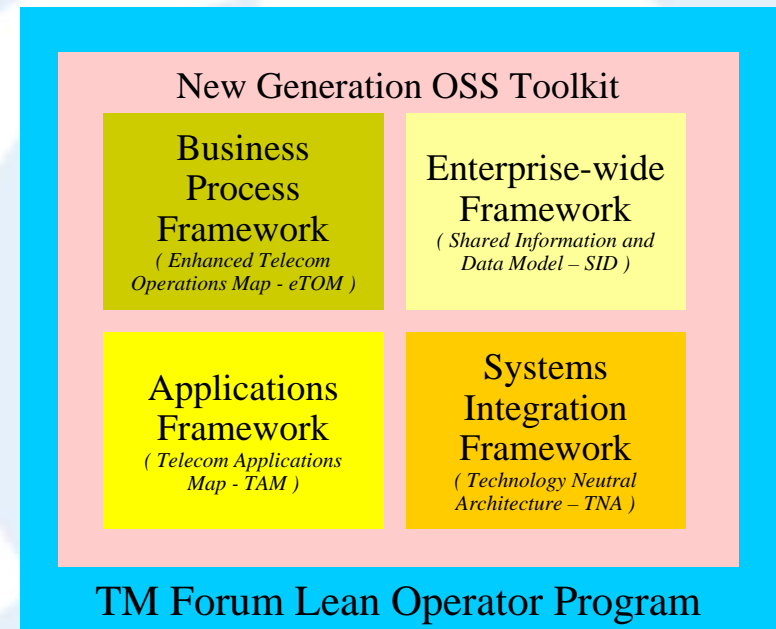 New Generation OSS Toolkit
Business
Process
Framework
( Enhanced Telecom
Operations Map - eTOM )
Enterprise-wide
Framework
( Shared Information and
Data Model – SID )
Applications
Framework
( Telecom Applications
Map - TAM )
Systems
Integration
Framework
( Technology Neutral
Architecture – TNA )
TM Forum Lean Operator Program